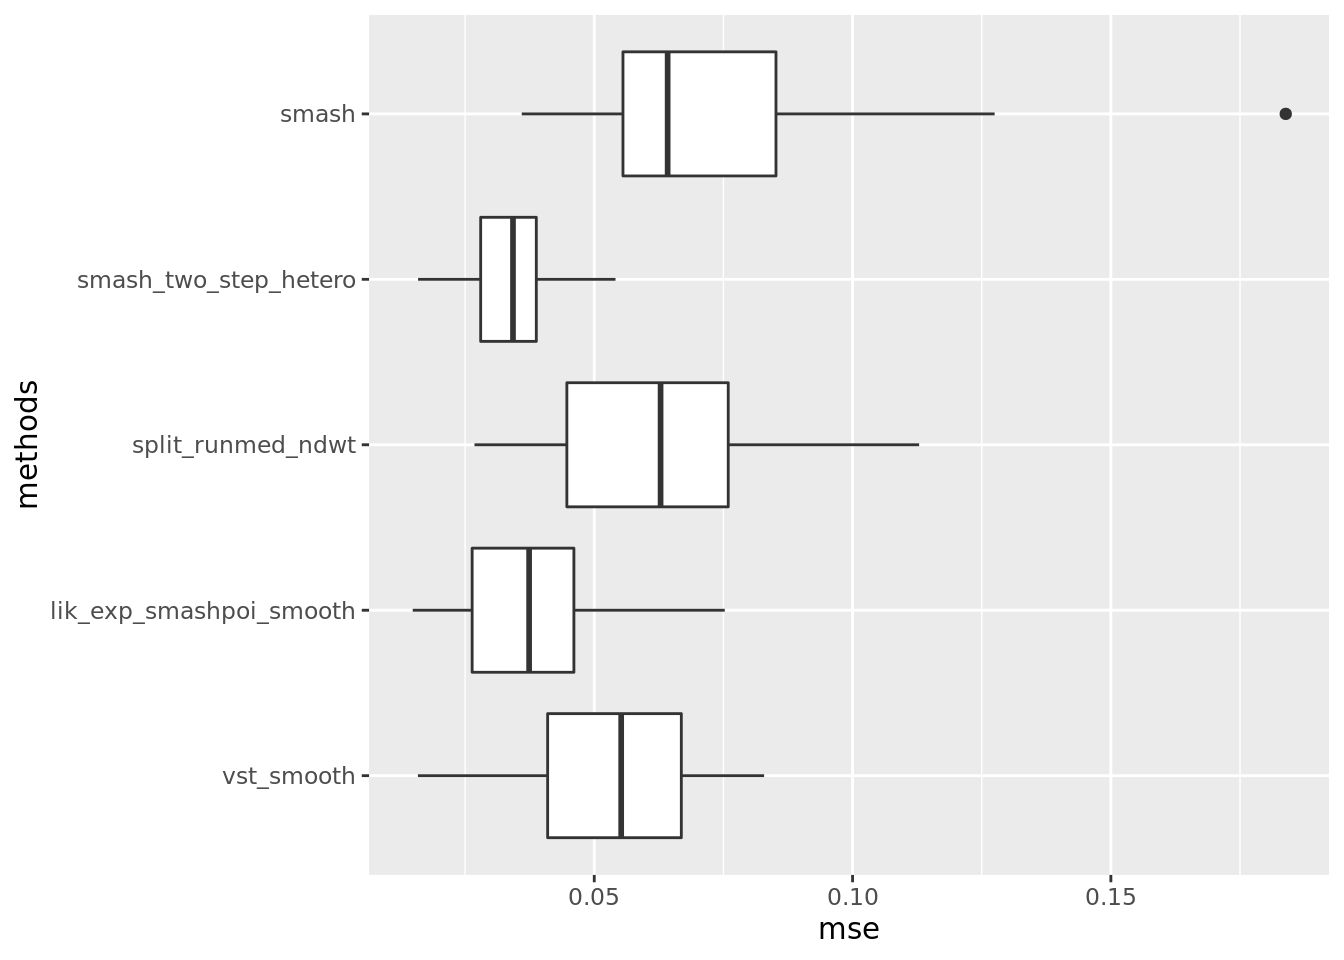 smash
smash_two_step_hetero
split_runmed_ndwt
lik_exp_smashpoi_smooth
vst_smooth
methods
0.05 0.10 0.15
mse